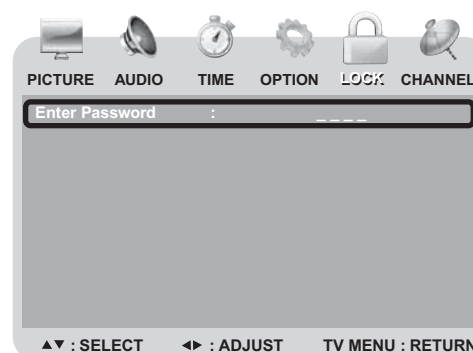 PICTURE AUDIO TIME OPTION LOCK CHANNEL
Enter Password : _ _ _ _
▲▼ : SELECT ◄► : ADJUST TV MENU : RETURN